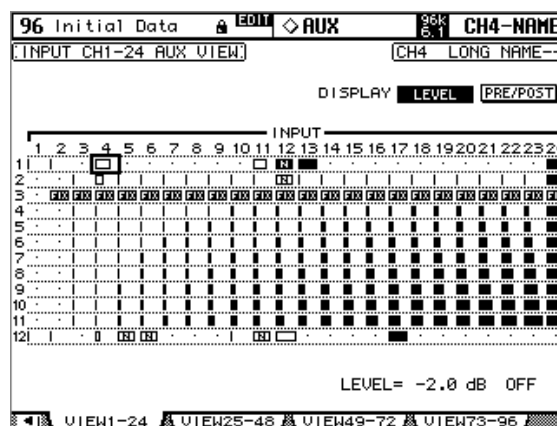 96 Initial Data EDIT AUX 96k 6.1 CH4-NAME
INPUT CH1-24 AUX VIEW CH4 LONG NAME--
DISPLAY LEVEL PRE/POST
INPUT
1 2 3 4 5 6 7 8 9 10 11 12 13 14 15 16 17 18 19 20 21 22 23 2
1
2 N
3 FIX FIX FIX FIX FIX FIX FIX FIX FIX FIX FIX FIX FIX FIX FIX FIX FIX FIX FIX FIX FIX FIX FIX
4
5
6
7
8
9
10
11
12 N N N
LEVEL= -2.0 dB OFF
VIEW1-24 VIEW25-48 VIEW49-72 VIEW73-96